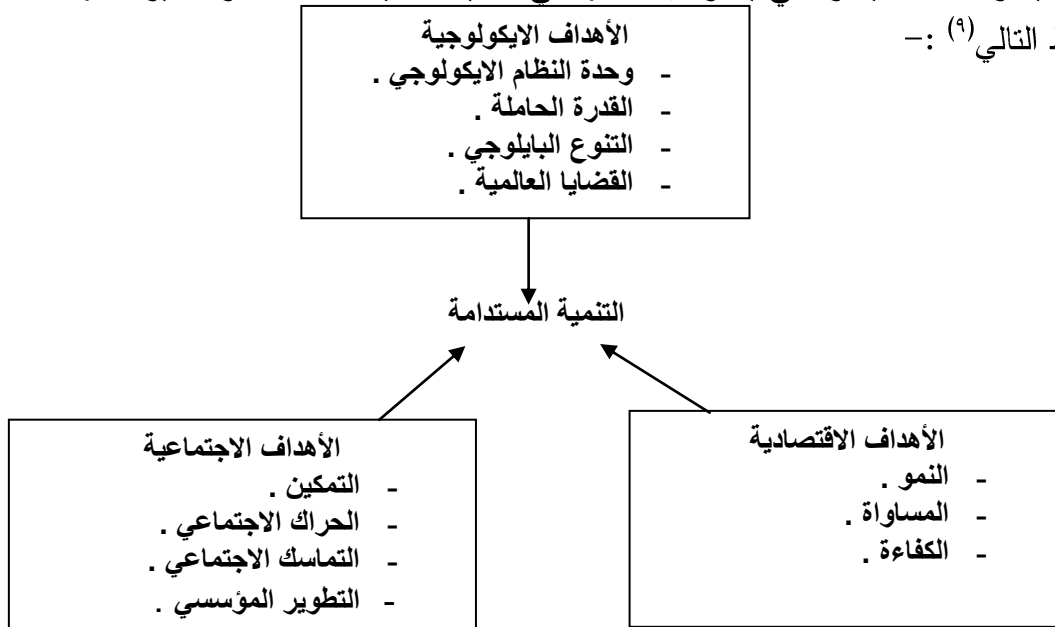 التالي(٩) :-
الأهداف الايكولوجية
- وحدة النظام الايكولوجي .
- القدرة الحاملة .
- التنوع البايلوجي .
- القضايا العالمية .
التنمية المستدامة
الأهداف الاقتصادية
- النمو .
- المساواة .
- الكفاءة .
الأهداف الاجتماعية
- التمكين .
- الحراك الاجتماعي .
- التماسك الاجتماعي .
- التطوير المؤسسي .